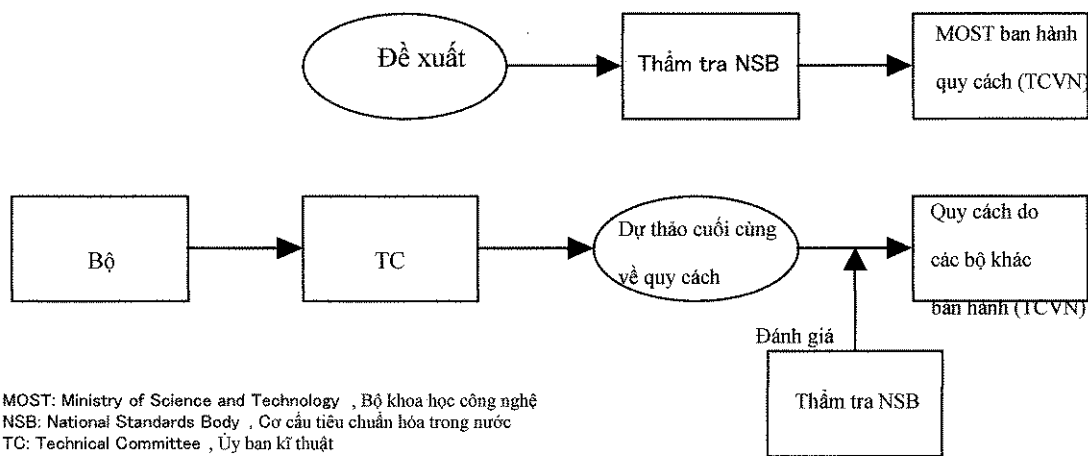 Đề xuất
Thẩm tra NSB
MOST ban hành
quy cách (TCVN)
Bộ
TC
Dự thảo cuối cùng
về quy cách
Quy cách do
các bộ khác
ban hành (TCVN)
Đánh giá
Thẩm tra NSB
MOST: Ministry of Science and Technology , Bộ khoa học công nghệ
NSB: National Standards Body , Cơ cấu tiêu chuẩn hóa trong nước
TC: Technical Committee , Ủy ban kĩ thuật